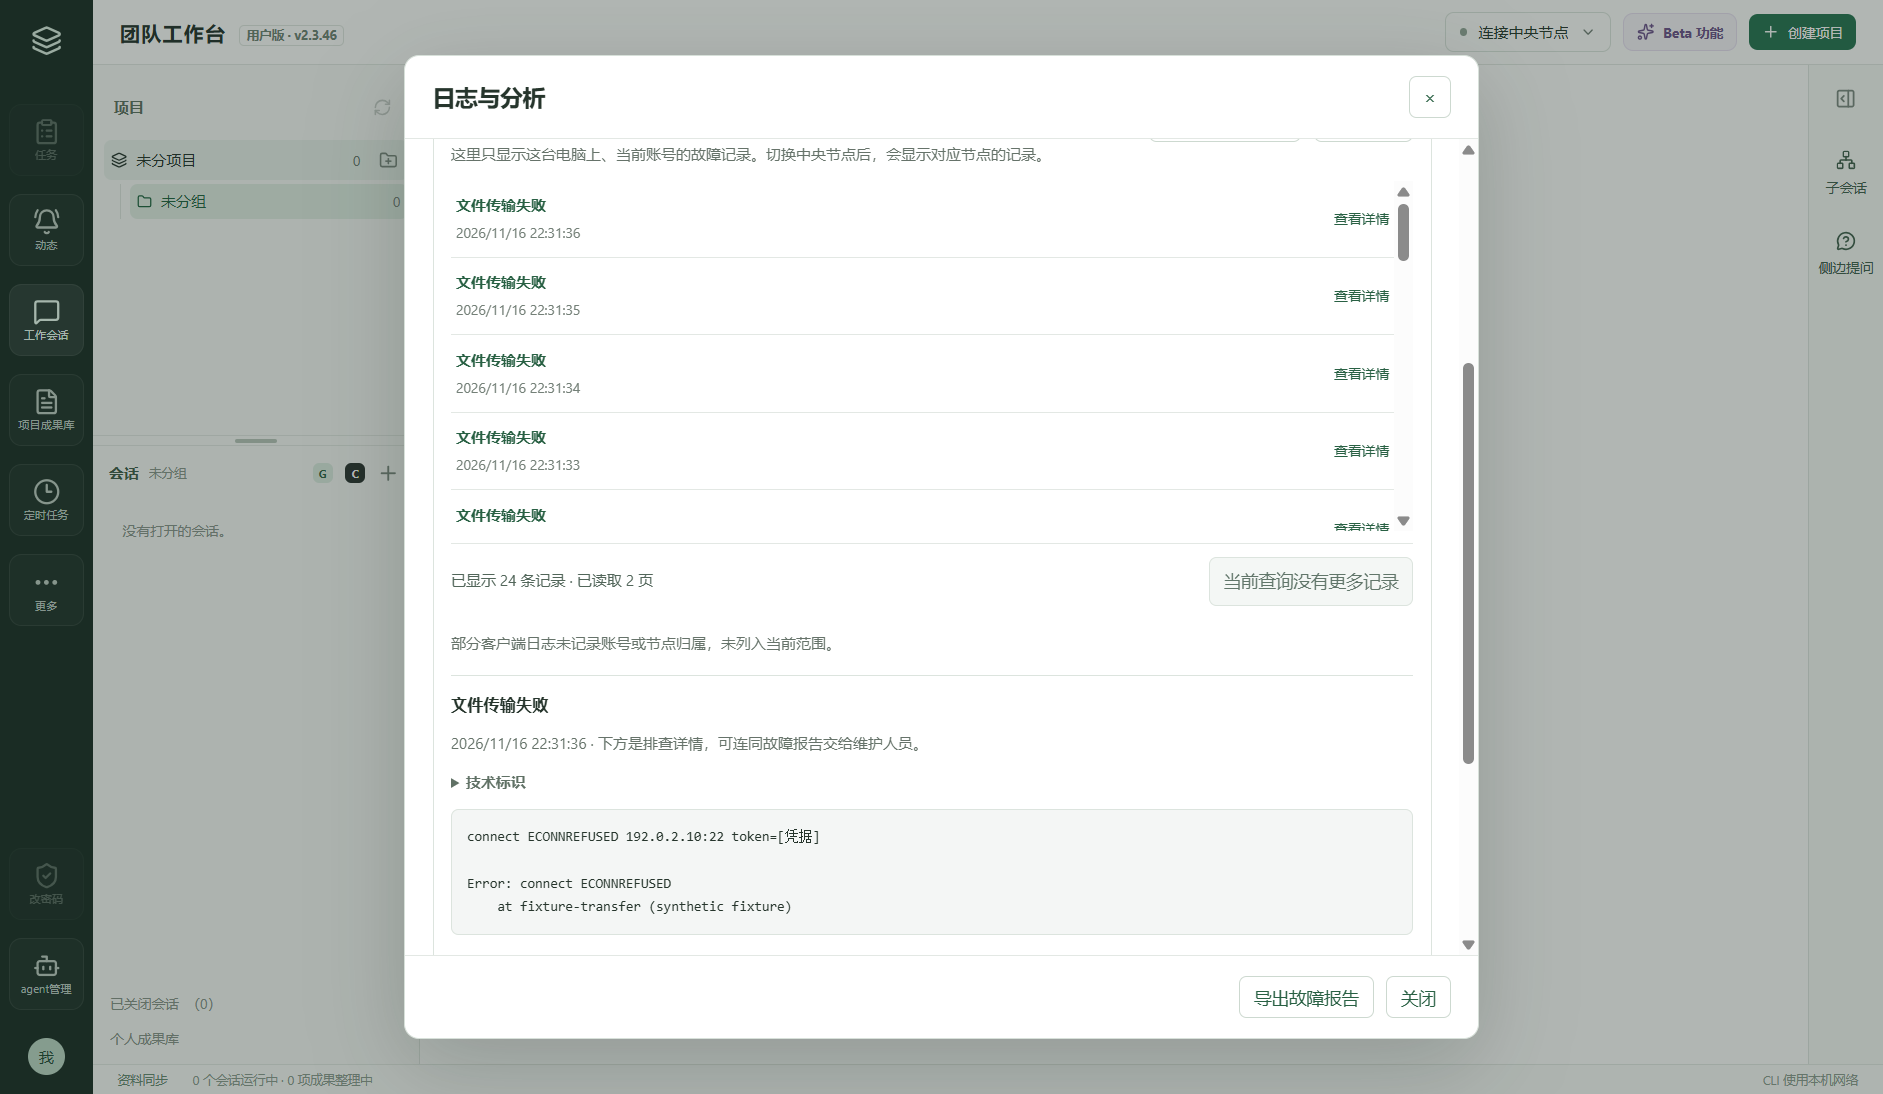 团队工作台
用户版 · v2.3.46
连接中央节点
Beta 功能
创建项目
任务
动态
工作会话
项目成果库
定时任务
更多
改密码
agent管理
我
项目
未分项目
0
未分组
0
会话
未分组
G
C
没有打开的会话。
已关闭会话 (0)
个人成果库
日志与分析
×
这里只显示这台电脑上、当前账号的故障记录。切换中央节点后，会显示对应节点的记录。
文件传输失败
2026/11/16 22:31:36
查看详情
文件传输失败
2026/11/16 22:31:35
查看详情
文件传输失败
2026/11/16 22:31:34
查看详情
文件传输失败
2026/11/16 22:31:33
查看详情
文件传输失败
查看详情
已显示 24 条记录 · 已读取 2 页
当前查询没有更多记录
部分客户端日志未记录账号或节点归属，未列入当前范围。
文件传输失败
2026/11/16 22:31:36 · 下方是排查详情，可连同故障报告交给维护人员。
技术标识
connect ECONNREFUSED 192.0.2.10:22 token=[凭据]
Error: connect ECONNREFUSED
at fixture-transfer (synthetic fixture)
导出故障报告
关闭
子会话
侧边提问
资料同步
0 个会话运行中 · 0 项成果整理中
CLI 使用本机网络